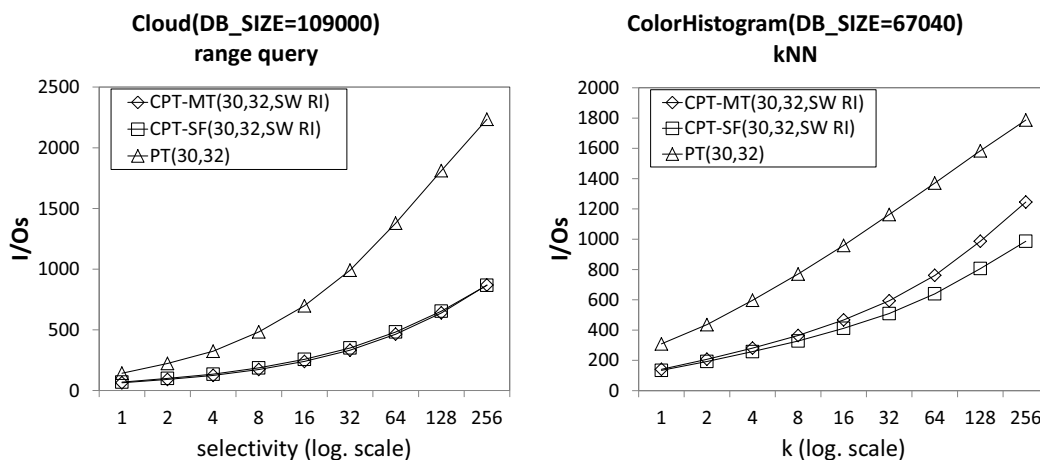 Cloud(DB_SIZE=109000)
range query
2500
2000
1500
1000
500
0
I/Os
CPT-MT(30,32,SW RI)
CPT-SF(30,32,SW RI)
PT(30,32)
1 2 4 8 16 32 64 128 256
selectivity (log. scale)
ColorHistogram(DB_SIZE=67040)
kNN
2000
1800
1600
1400
1200
1000
800
600
400
200
0
I/Os
CPT-MT(30,32,SW RI)
CPT-SF(30,32,SW RI)
PT(30,32)
1 2 4 8 16 32 64 128 256
k (log. scale)